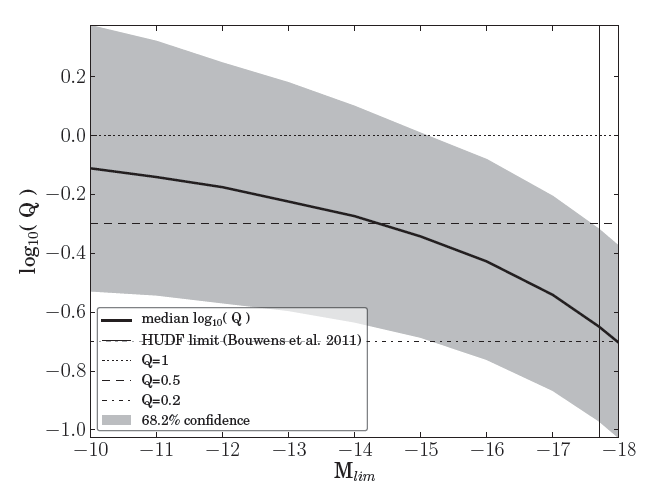 0.2
0.0
−0.2
−0.4
−0.6
−0.8
−1.0
log10( Q )
median log10( Q )
HUDF limit (Bouwens et al. 2011)
Q=1
Q=0.5
Q=0.2
68.2% confidence
−10 −11 −12 −13 −14 −15 −16 −17 −18
Mlim